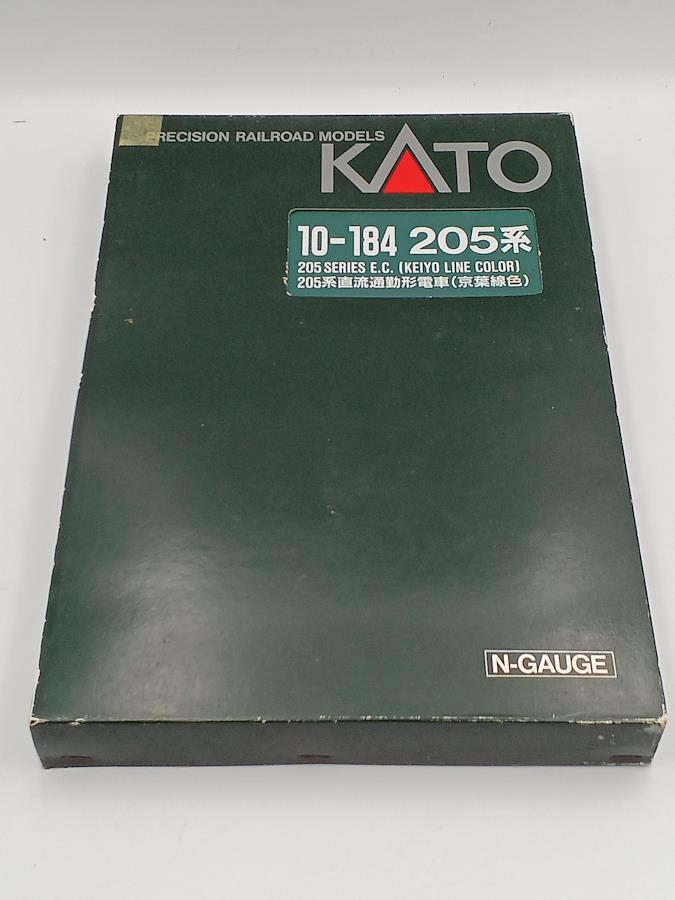 PRECISION RAILROAD MODELS
KATO
10-184 205系
205 SERIES E.C. (KEIYO LINE COLOR)
205系直流通勤形電車(京葉線色)
N-GAUGE